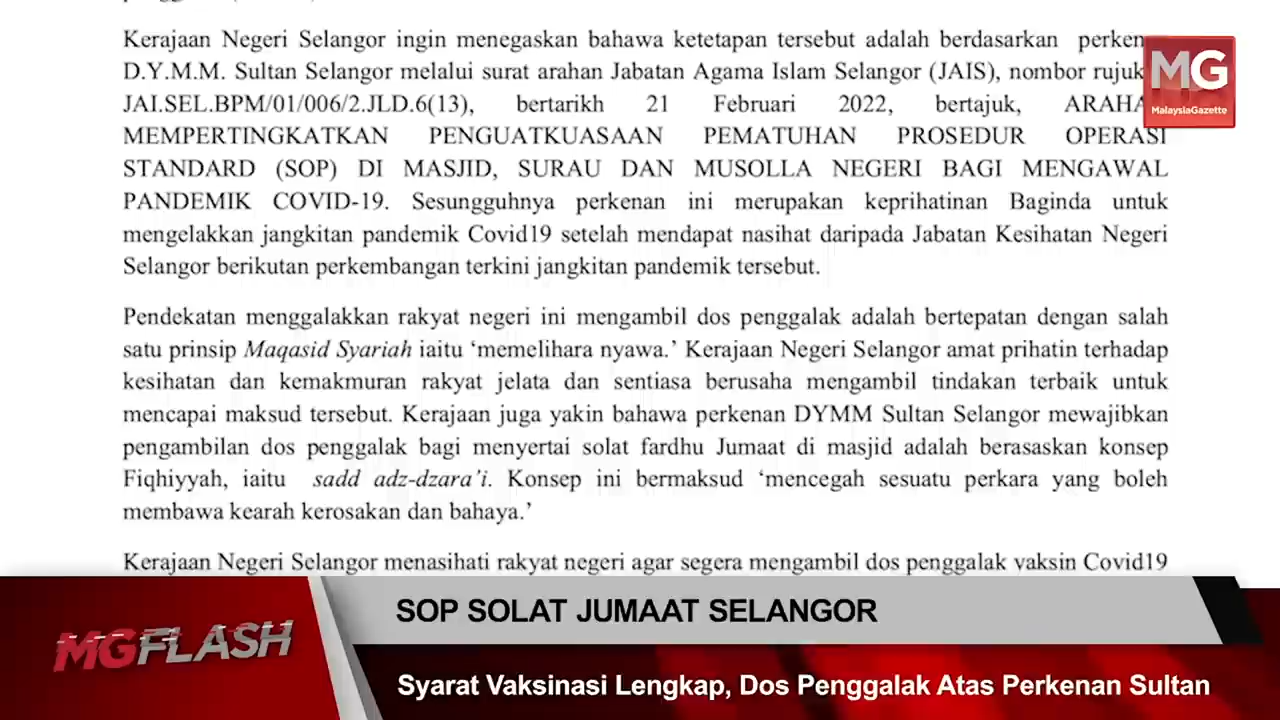 Kerajaan Negeri Selangor ingin menegaskan bahawa ketetapan tersebut adalah berdasarkan
D.Y.M.M. Sultan Selangor melalui surat arahan Jabatan Agama Islam Selangor (JAIS), nombor
JAI.SEL.BPM/01/006/2.JLD.6(13), bertarikh 21 Februari 2022, bertajuk,
MEMPERTINGKATKAN PENGUATKUASAAN PEMATUHAN PROSEDUR OPERASI
STANDARD (SOP) DI MASJID, SURAU DAN MUSOLLA NEGERI BAGI MENGAWAL
PANDEMIK COVID-19. Sesungguhnya perkenan ini merupakan keprihatinan Baginda untuk
mengelakkan jangkitan pandemik Covid19 setelah mendapat nasihat daripada Jabatan Kesihatan Negeri
Selangor berikutan perkembangan terkini jangkitan pandemik tersebut.
Pendekatan menggalakkan rakyat negeri ini mengambil dos penggalak adalah bertepatan dengan salah
satu prinsip Maqasid Syariah iaitu ‘memelihara nyawa.’ Kerajaan Negeri Selangor amat prihatin terhadap
kesihatan dan kemakmuran rakyat jelata dan sentiasa berusaha mengambil tindakan terbaik untuk
mencapai maksud tersebut. Kerajaan juga yakin bahawa perkenan DYMM Sultan Selangor mewajibkan
pengambilan dos penggalak bagi menyertai solat fardhu Jumaat di masjid adalah berasaskan konsep
Fiqhiyyah, iaitu sadd adz-dzara’i. Konsep ini bermaksud ‘mencegah sesuatu perkara yang boleh
membawa kearah kerosakan dan bahaya.’
Kerajaan Negeri Selangor menasihati rakyat negeri agar segera mengambil dos penggalak vaksin Covid19
MG
MalaysiaGazette
MGFLASH
SOP SOLAT JUMAAT SELANGOR
Syarat Vaksinasi Lengkap, Dos Penggalak Atas Perkenan Sultan